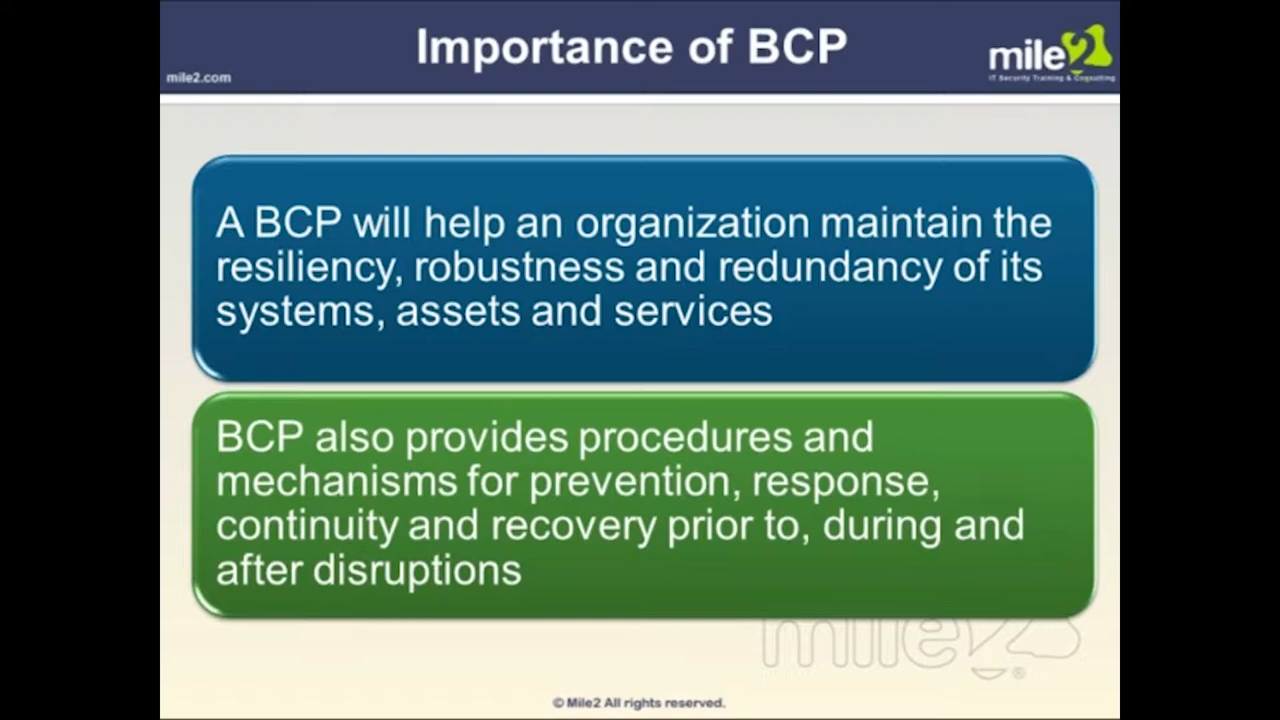 Importance of BCP
mile2
IT Security Training & Consulting
mile2.com
A BCP will help an organization maintain the
resiliency, robustness and redundancy of its
systems, assets and services
BCP also provides procedures and
mechanisms for prevention, response,
continuity and recovery prior to, during and
after disruptions
mile2®
© Mile2 All rights reserved.